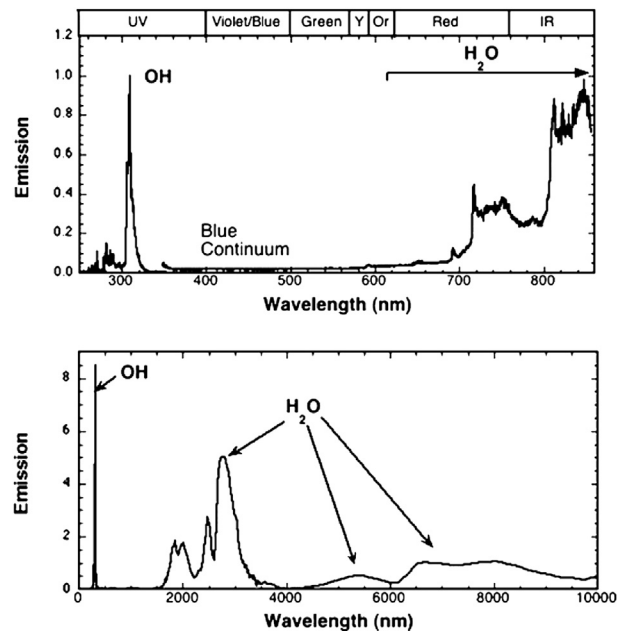 UV Violet/Blue Green Y Or Red IR
1.2
1.0
0.8
0.6
0.4
0.2
0.0
Emission
OH
H₂O
Blue
Continuum
300 400 500 600 700 800
Wavelength (nm)
8
6
4
2
0
Emission
OH
H₂O
0 2000 4000 6000 8000 10000
Wavelength (nm)